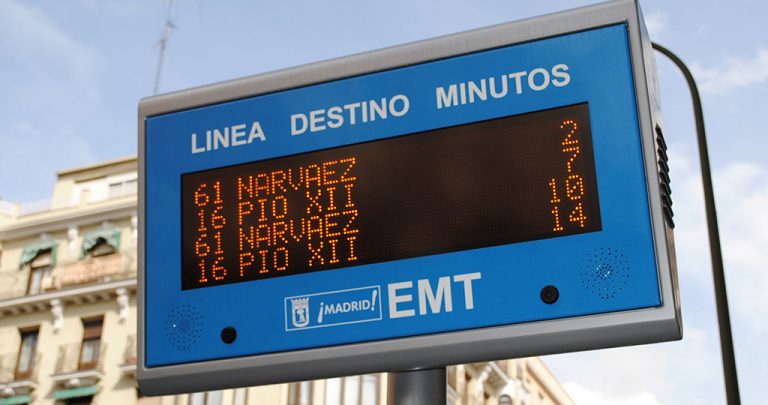 LINEA DESTINO MINUTOS
61 NARVAEZ 2
16 PIO XII 7
61 NARVAEZ 10
16 PIO XII 14
¡MADRID! EMT